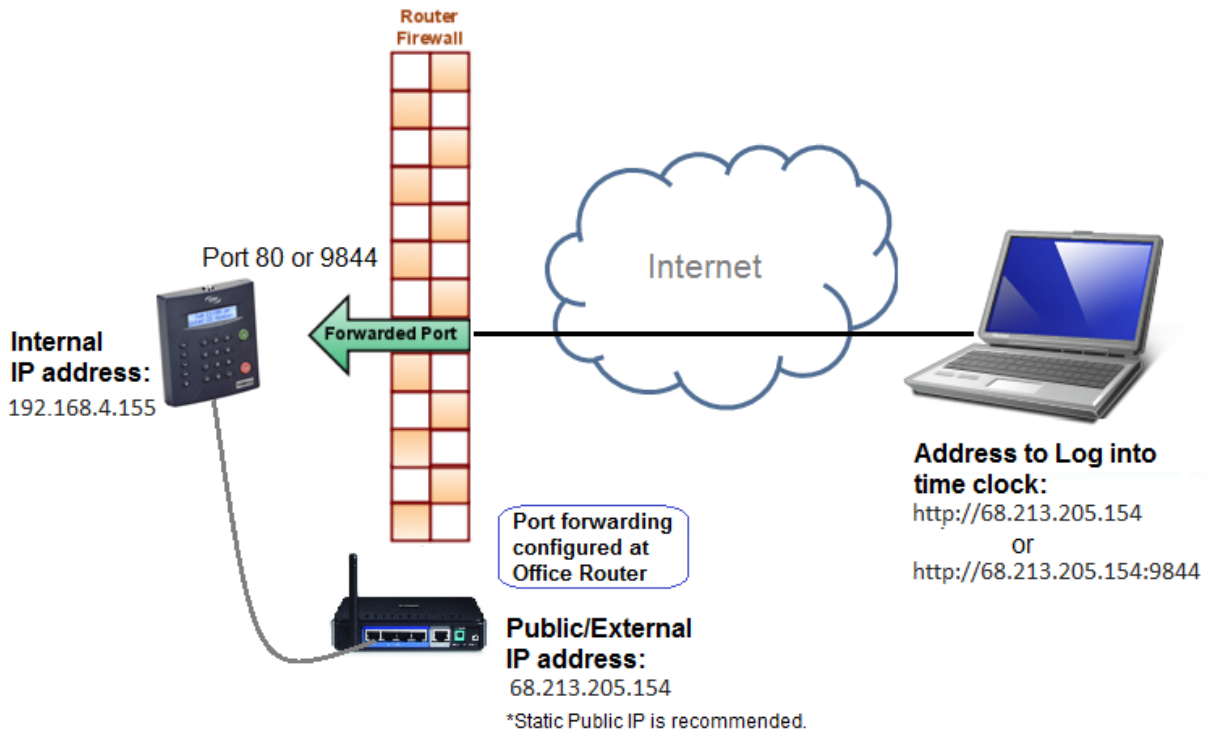 Router
Firewall
Port 80 or 9844
Internet
Forwarded Port
Internal
IP address:
192.168.4.155
Address to Log into
time clock:
http://68.213.205.154
or
http://68.213.205.154:9844
Port forwarding
configured at
Office Router
Public/External
IP address:
68.213.205.154
*Static Public IP is recommended.